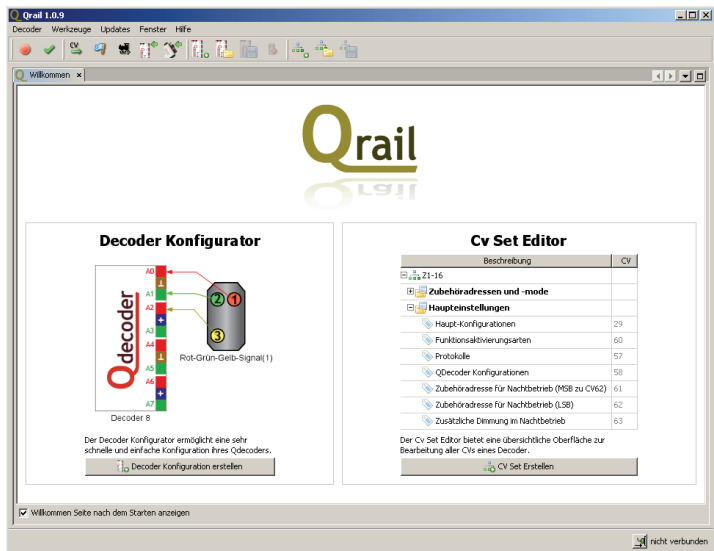 Qrail 1.0.9
Decoder Werkzeuge Updates Fenster Hilfe
CV
Willkommen
Qrail
Decoder Konfigurator
A0
A1
A2
A3
A4
A5
A6
A7
Qdecoder
2
1
3
Rot-Grün-Gelb-Signal(1)
Decoder 8
Der Decoder Konfigurator ermöglicht eine sehr
schnelle und einfache Konfiguration ihres Qdecoders.
Decoder Konfiguration erstellen
Cv Set Editor
Beschreibung CV
Z1-16
Zubehöradressen und -mode
Haupteinstellungen
Haupt-Konfigurationen 29
Funktionsaktivierungsarten 60
Protokolle 57
QDecoder Konfigurationen 58
Zubehöradresse für Nachtbetrieb (MSB zu CV62) 61
Zubehöradresse für Nachtbetrieb (LSB) 62
Zusätzliche Dimmung im Nachtbetrieb 63
Der Cv Set Editor bietet eine übersichtliche Oberfläche zur
Bearbeitung aller CVs eines Decoder.
CV Set Erstellen
Willkommen Seite nach dem Starten anzeigen
nicht verbunden